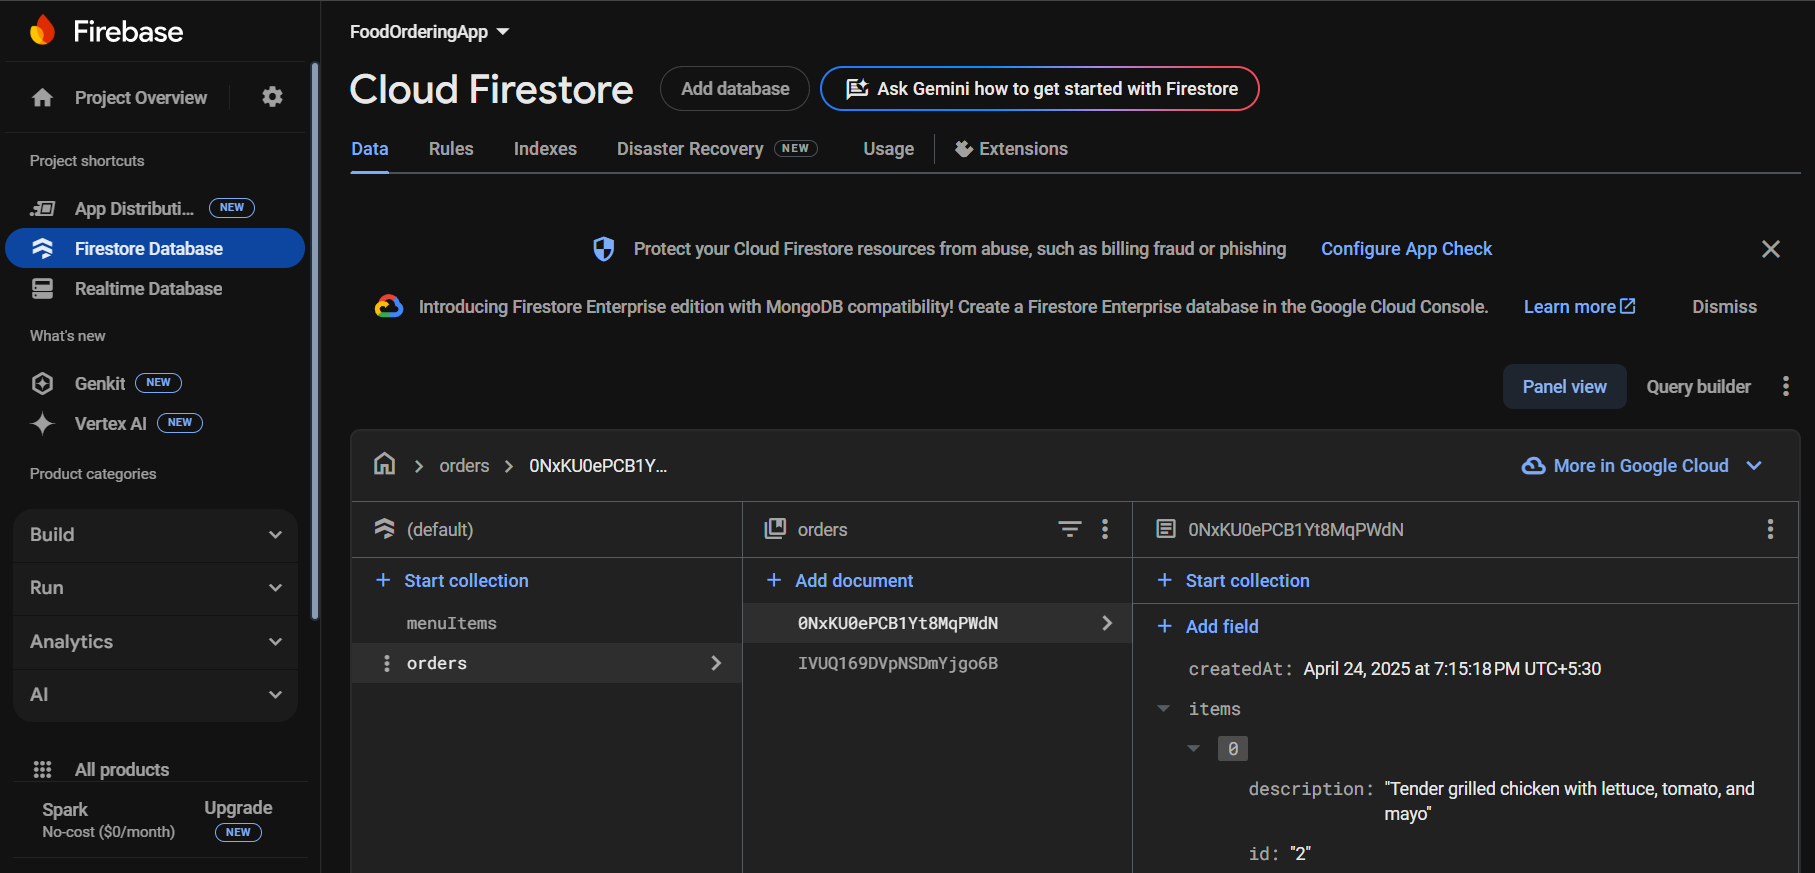 Firebase
Project Overview
Project shortcuts
App Distributi... NEW
Firestore Database
Realtime Database
What's new
Genkit NEW
Vertex AI NEW
Product categories
Build
Run
Analytics
AI
All products
Spark
No-cost ($0/month)
Upgrade
NEW
FoodOrderingApp
Cloud Firestore
Add database
Ask Gemini how to get started with Firestore
Data Rules Indexes Disaster Recovery NEW Usage Extensions
Protect your Cloud Firestore resources from abuse, such as billing fraud or phishing Configure App Check
Introducing Firestore Enterprise edition with MongoDB compatibility! Create a Firestore Enterprise database in the Google Cloud Console. Learn more Dismiss
Panel view Query builder
orders 0NxKU0ePCB1Y...
More in Google Cloud
(default)
Start collection
menuItems
orders
orders
Add document
0NxKU0ePCB1Yt8MqPWdN
IVUQ169DVpNSDmYjgo6B
0NxKU0ePCB1Yt8MqPWdN
Start collection
Add field
createdAt: April 24, 2025 at 7:15:18 PM UTC+5:30
items
0
description: "Tender grilled chicken with lettuce, tomato, and
mayo"
id: "2"